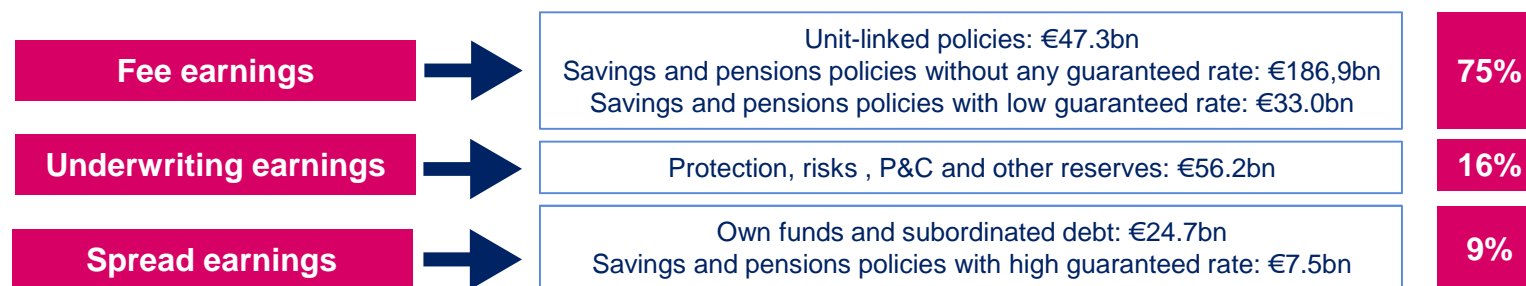 Fee earnings
Unit-linked policies: €47.3bn
Savings and pensions policies without any guaranteed rate: €186,9bn
Savings and pensions policies with low guaranteed rate: €33.0bn
75%
Underwriting earnings
Protection, risks , P&C and other reserves: €56.2bn
16%
Spread earnings
Own funds and subordinated debt: €24.7bn
Savings and pensions policies with high guaranteed rate: €7.5bn
9%